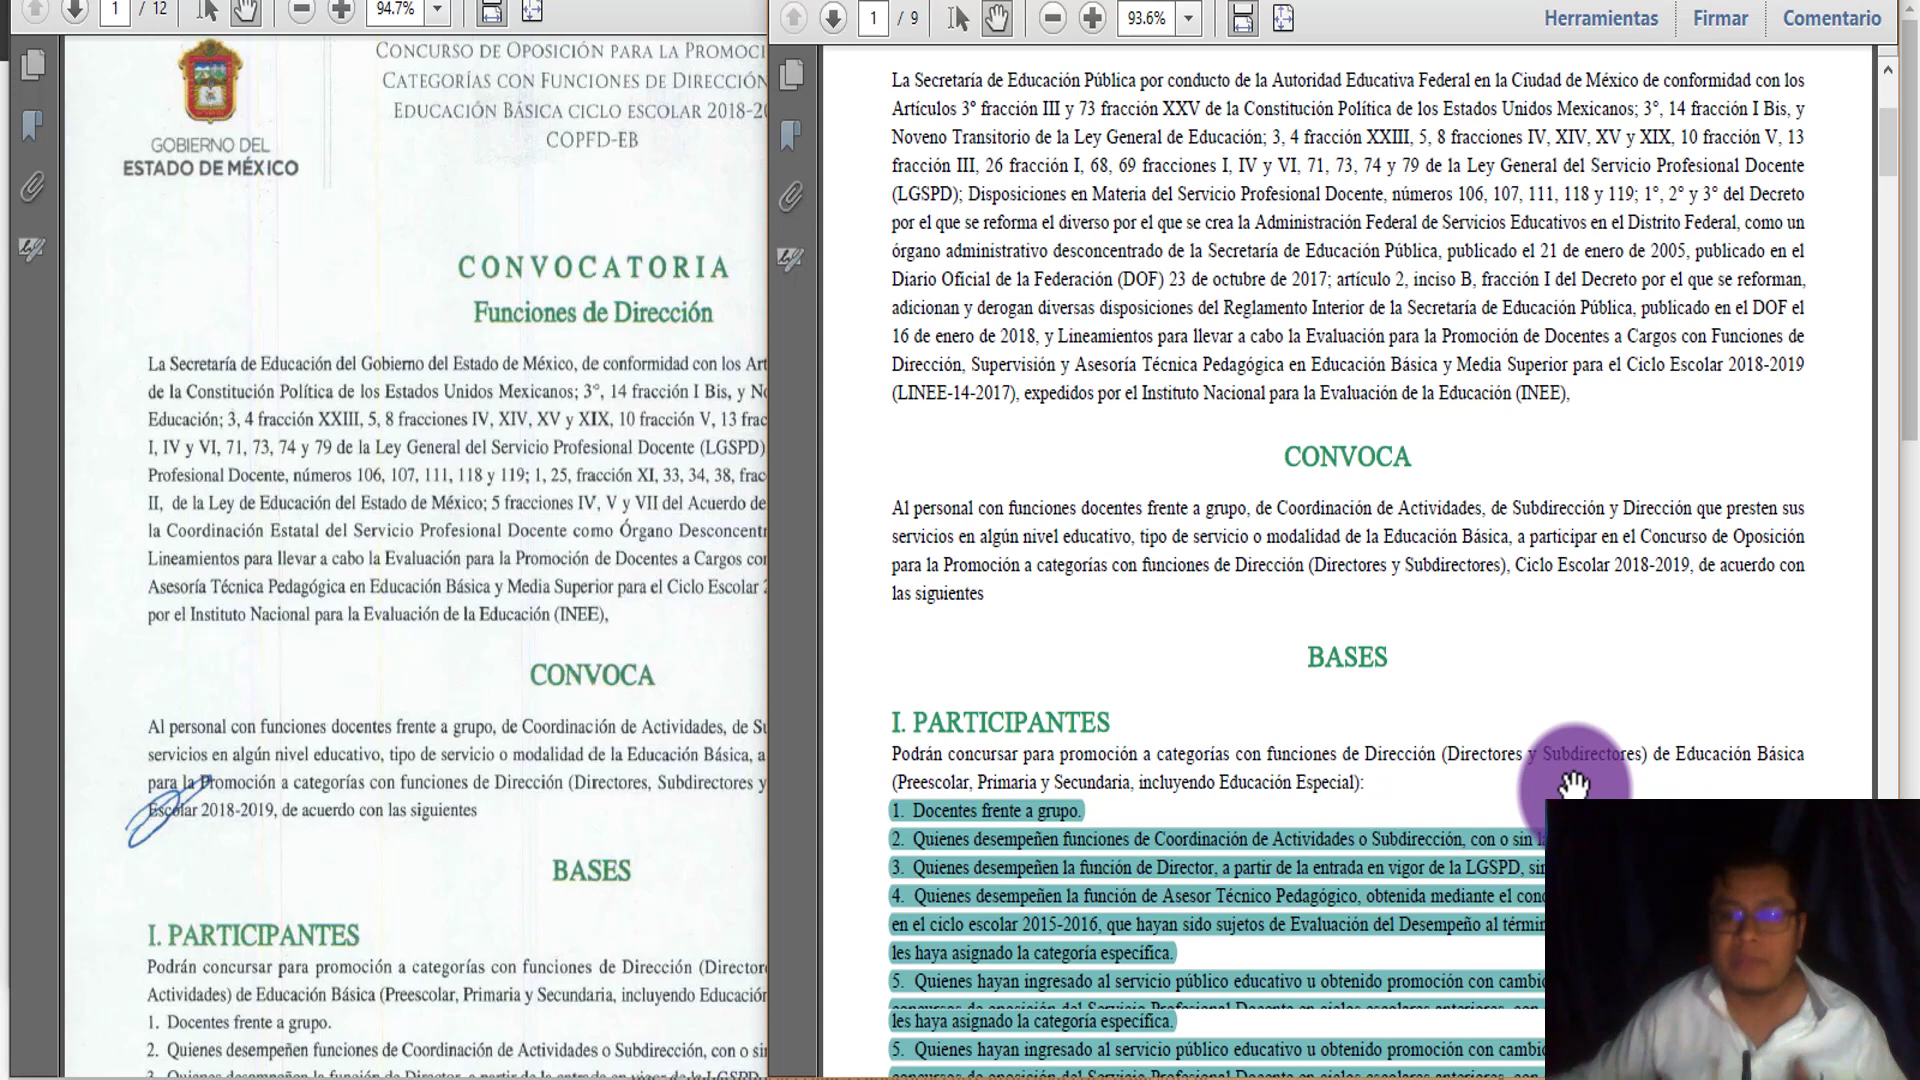 1 / 12
94.7%
CONCURSO DE OPOSICIÓN PARA LA PROMOCI
CATEGORÍAS CON FUNCIONES DE DIRECCIÓN
EDUCACIÓN BÁSICA CICLO ESCOLAR 2018-20
COPFD-EB
GOBIERNO DEL
ESTADO DE MÉXICO
CONVOCATORIA
Funciones de Dirección
La Secretaría de Educación del Gobierno del Estado de México, de conformidad con los Art
de la Constitución Política de los Estados Unidos Mexicanos; 3°, 14 fracción I Bis, y No
Educación; 3, 4 fracción XXIII, 5, 8 fracciones IV, XIV, XV y XIX, 10 fracción V, 13 frac
I, IV y VI, 71, 73, 74 y 79 de la Ley General del Servicio Profesional Docente (LGSPD)
Profesional Docente, números 106, 107, 111, 118 y 119; 1, 25, fracción XI, 33, 34, 38, frac
II, de la Ley de Educación del Estado de México; 5 fracciones IV, V y VII del Acuerdo de
la Coordinación Estatal del Servicio Profesional Docente como Órgano Desconcent
Lineamientos para llevar a cabo la Evaluación para la Promoción de Docentes a Cargos co
Asesoría Técnica Pedagógica en Educación Básica y Media Superior para el Ciclo Escolar 2
por el Instituto Nacional para la Evaluación de la Educación (INEE),
CONVOCA
Al personal con funciones docentes frente a grupo, de Coordinación de Actividades, de Su
servicios en algún nivel educativo, tipo de servicio o modalidad de la Educación Básica, a
para la Promoción a categorías con funciones de Dirección (Directores, Subdirectores y
Escolar 2018-2019, de acuerdo con las siguientes
BASES
I. PARTICIPANTES
Podrán concursar para promoción a categorías con funciones de Dirección (Director
Actividades) de Educación Básica (Preescolar, Primaria y Secundaria, incluyendo Educación
1. Docentes frente a grupo.
2. Quienes desempeñen funciones de Coordinación de Actividades o Subdirección, con o sin
3. Quienes desempeñen la función de Director, a partir de la entrada en vigor de la LGSPD
1 / 9
93.6%
Herramientas
Firmar
Comentario
La Secretaría de Educación Pública por conducto de la Autoridad Educativa Federal en la Ciudad de México de conformidad con los
Artículos 3° fracción III y 73 fracción XXV de la Constitución Política de los Estados Unidos Mexicanos; 3°, 14 fracción I Bis, y
Noveno Transitorio de la Ley General de Educación; 3, 4 fracción XXIII, 5, 8 fracciones IV, XIV, XV y XIX, 10 fracción V, 13
fracción III, 26 fracción I, 68, 69 fracciones I, IV y VI, 71, 73, 74 y 79 de la Ley General del Servicio Profesional Docente
(LGSPD); Disposiciones en Materia del Servicio Profesional Docente, números 106, 107, 111, 118 y 119; 1°, 2° y 3° del Decreto
por el que se reforma el diverso por el que se crea la Administración Federal de Servicios Educativos en el Distrito Federal, como un
órgano administrativo desconcentrado de la Secretaría de Educación Pública, publicado el 21 de enero de 2005, publicado en el
Diario Oficial de la Federación (DOF) 23 de octubre de 2017; artículo 2, inciso B, fracción I del Decreto por el que se reforman,
adicionan y derogan diversas disposiciones del Reglamento Interior de la Secretaría de Educación Pública, publicado en el DOF el
16 de enero de 2018, y Lineamientos para llevar a cabo la Evaluación para la Promoción de Docentes a Cargos con Funciones de
Dirección, Supervisión y Asesoría Técnica Pedagógica en Educación Básica y Media Superior para el Ciclo Escolar 2018-2019
(LINEE-14-2017), expedidos por el Instituto Nacional para la Evaluación de la Educación (INEE),
CONVOCA
Al personal con funciones docentes frente a grupo, de Coordinación de Actividades, de Subdirección y Dirección que presten sus
servicios en algún nivel educativo, tipo de servicio o modalidad de la Educación Básica, a participar en el Concurso de Oposición
para la Promoción a categorías con funciones de Dirección (Directores y Subdirectores), Ciclo Escolar 2018-2019, de acuerdo con
las siguientes
BASES
I. PARTICIPANTES
Podrán concursar para promoción a categorías con funciones de Dirección (Directores y Subdirectores) de Educación Básica
(Preescolar, Primaria y Secundaria, incluyendo Educación Especial):
1. Docentes frente a grupo.
2. Quienes desempeñen funciones de Coordinación de Actividades o Subdirección, con o sin l
3. Quienes desempeñen la función de Director, a partir de la entrada en vigor de la LGSPD, sin
4. Quienes desempeñen la función de Asesor Técnico Pedagógico, obtenida mediante el con
en el ciclo escolar 2015-2016, que hayan sido sujetos de Evaluación del Desempeño al térmi
les haya asignado la categoría específica.
5. Quienes hayan ingresado al servicio público educativo u obtenido promoción con cambi
les haya asignado la categoría específica.
5. Quienes hayan ingresado al servicio público educativo u obtenido promoción con cambi